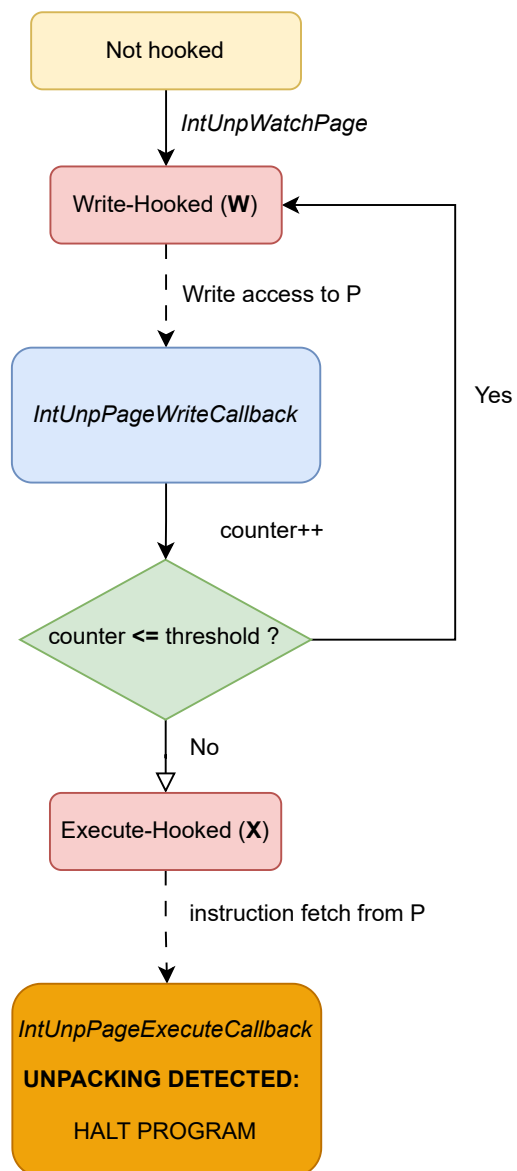 Not hooked
IntUnpWatchPage
Write-Hooked (W)
Write access to P
IntUnpPageWriteCallback
Yes
counter++
counter <= threshold ?
No
Execute-Hooked (X)
instruction fetch from P
IntUnpPageExecuteCallback
UNPACKING DETECTED:
HALT PROGRAM